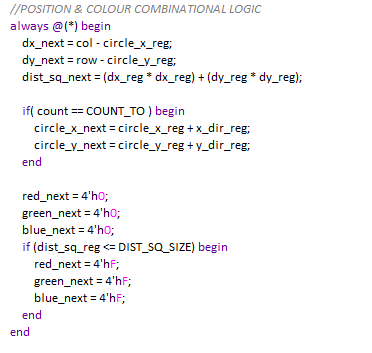 //POSITION & COLOUR COMBINATIONAL LOGIC
always @(*) begin
dx_next = col - circle_x_reg;
dy_next = row - circle_y_reg;
dist_sq_next = (dx_reg * dx_reg) + (dy_reg * dy_reg);
if( count == COUNT_TO ) begin
circle_x_next = circle_x_reg + x_dir_reg;
circle_y_next = circle_y_reg + y_dir_reg;
end
red_next = 4'h0;
green_next = 4'h0;
blue_next = 4'h0;
if (dist_sq_reg <= DIST_SQ_SIZE) begin
red_next = 4'hF;
green_next = 4'hF;
blue_next = 4'hF;
end
end